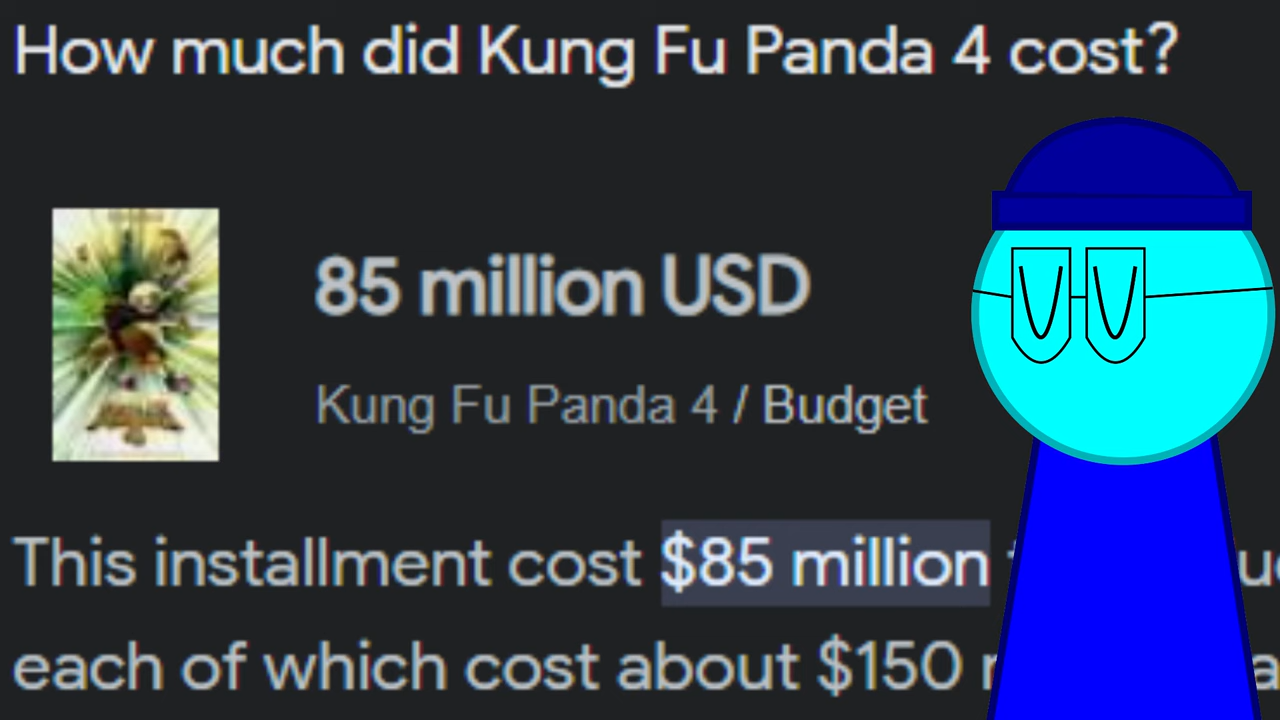 How much did Kung Fu Panda 4 cost?
85 million USD
Kung Fu Panda 4 / Budget
This installment cost $85 million
each of which cost about $150